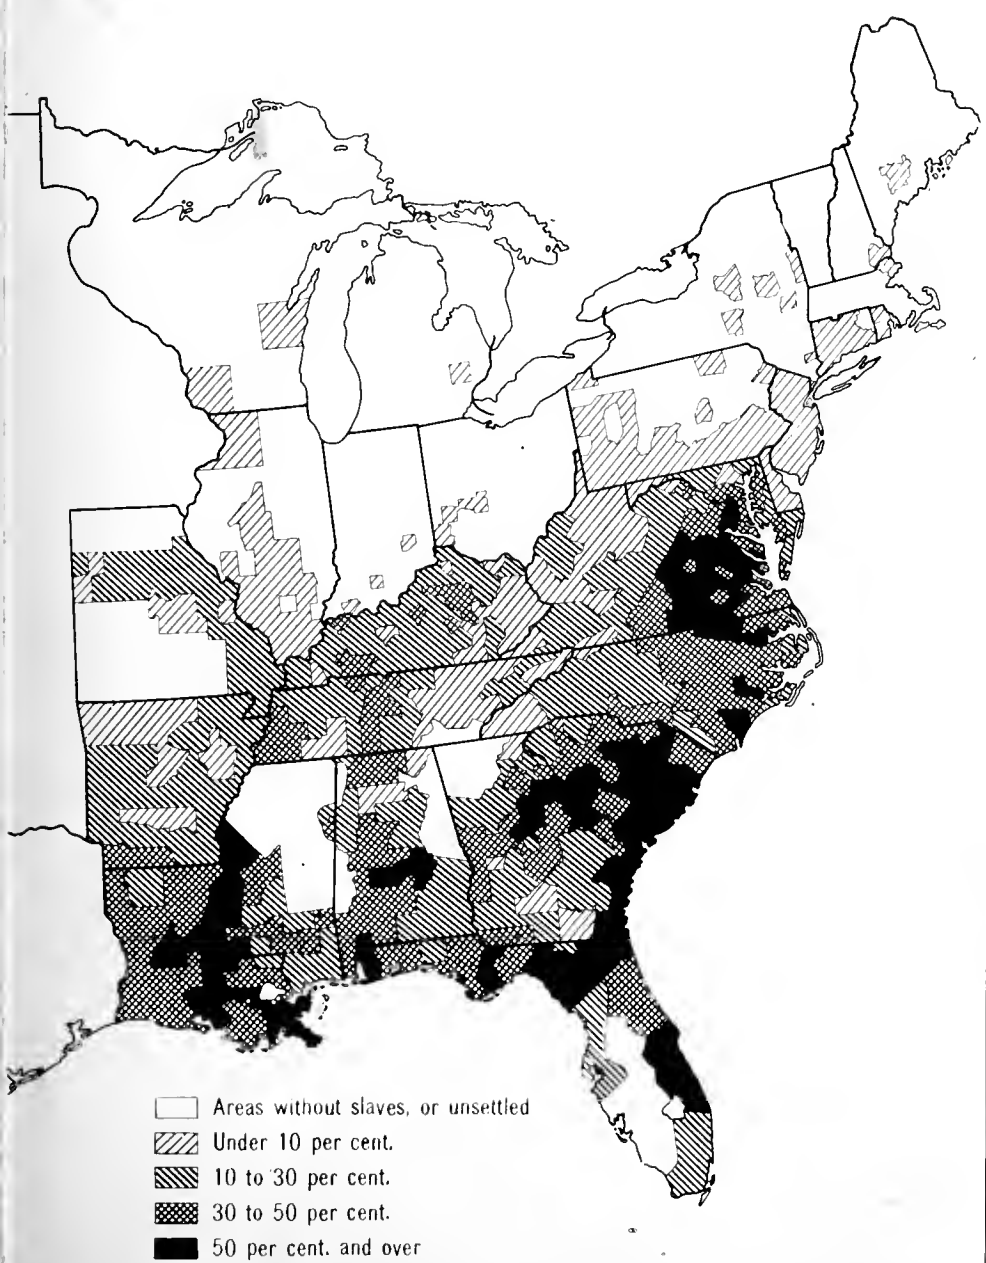 Areas without slaves, or unsettled
Under 10 per cent.
10 to 30 per cent.
30 to 50 per cent.
50 per cent. and over